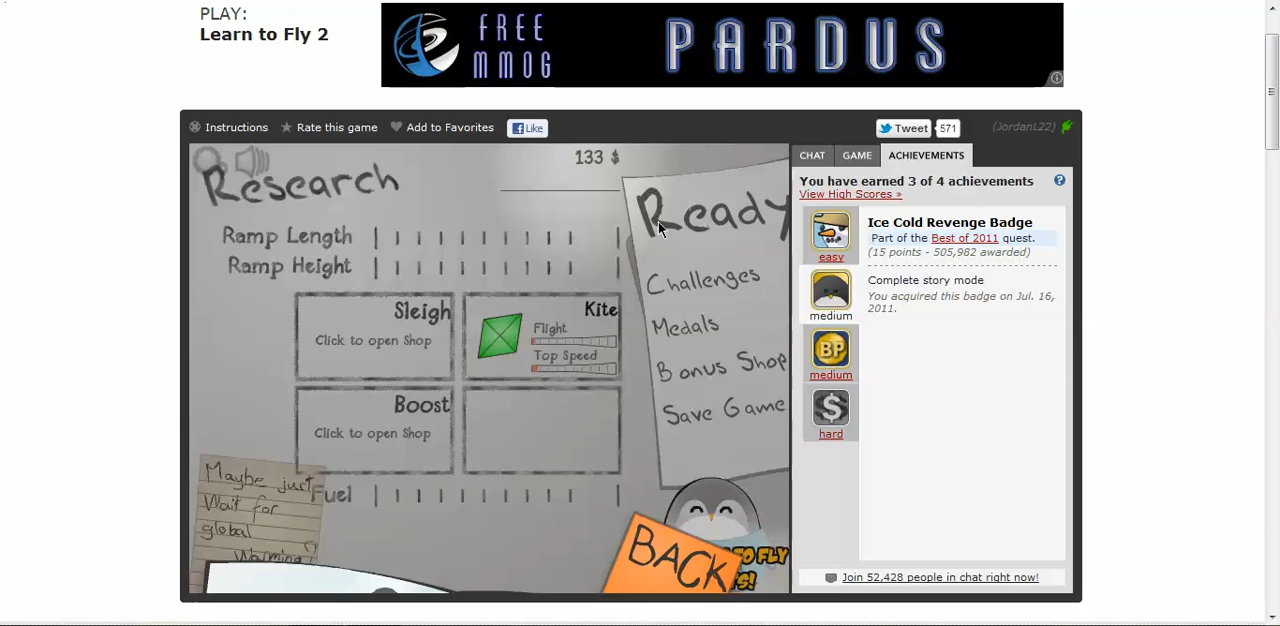 PLAY:
Learn to Fly 2
FREE
MMOG
PARDUS
Instructions
Rate this game
Add to Favorites
Like
Tweet
571
(JordanL22)
CHAT
GAME
ACHIEVEMENTS
133 $
Research
Ramp Length
Ramp Height
Sleigh
Click to open Shop
Kite
Flight
Top Speed
Boost
Click to open Shop
Fuel
Maybe just
Wait for
global
Warming
Ready
Challenges
Medals
Bonus Shop
Save Game
BACK
TO FLY
You have earned 3 of 4 achievements
View High Scores »
easy
medium
BP
medium
$
hard
Ice Cold Revenge Badge
Part of the Best of 2011 quest.
(15 points - 505,982 awarded)
Complete story mode
You acquired this badge on Jul. 16,
2011.
Join 52,428 people in chat right now!